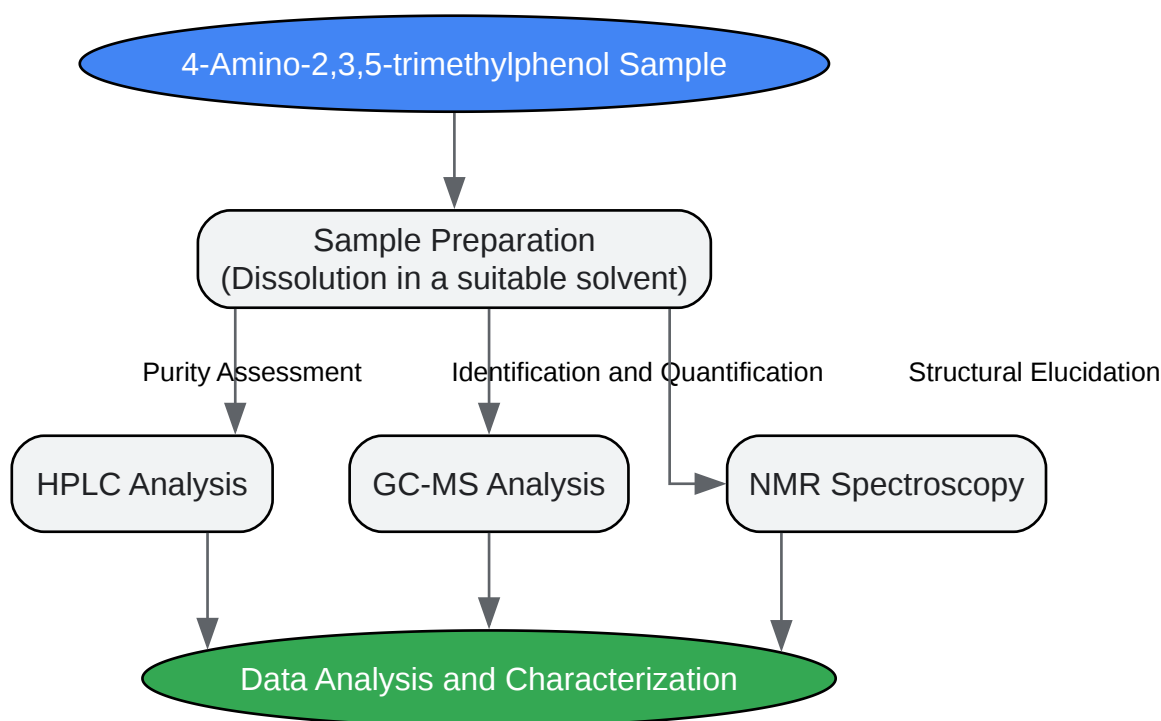 4-Amino-2,3,5-trimethylphenol Sample
Sample Preparation
(Dissolution in a suitable solvent)
Purity Assessment
Identification and Quantification
Structural Elucidation
HPLC Analysis
GC-MS Analysis
NMR Spectroscopy
Data Analysis and Characterization